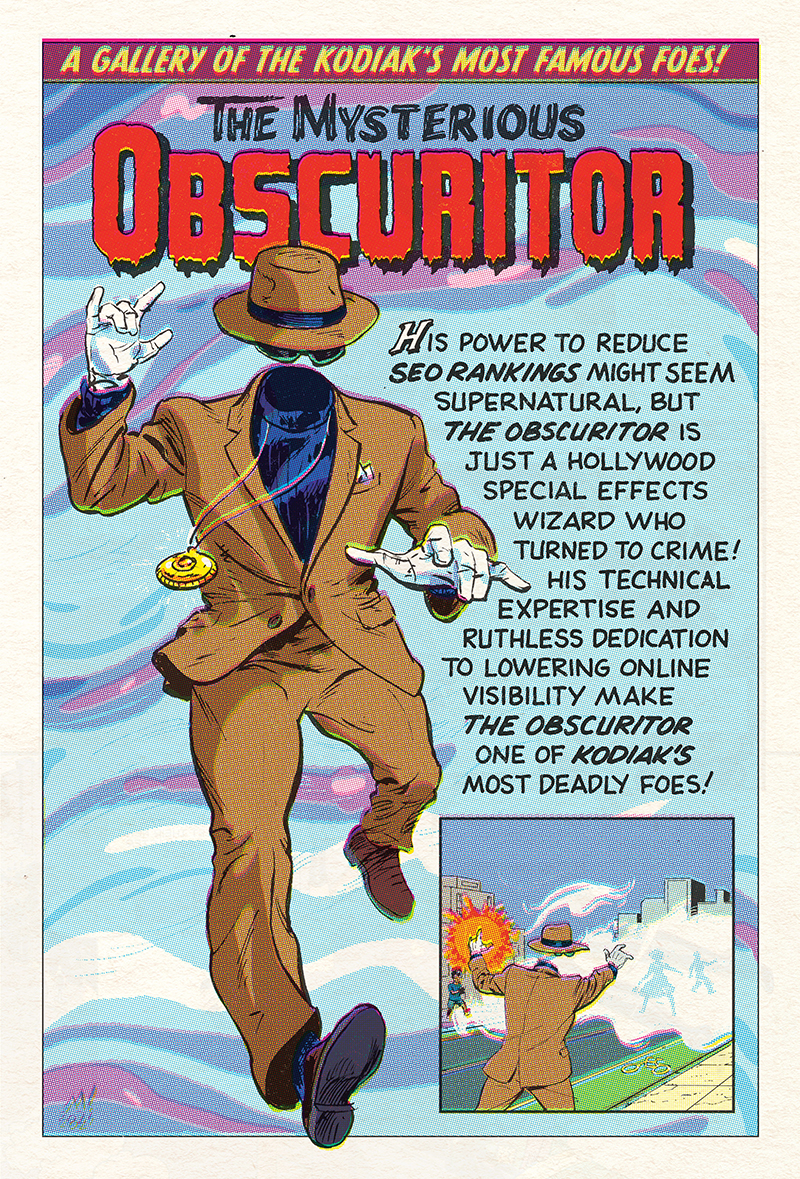 A GALLERY OF THE KODIAK'S MOST FAMOUS FOES!
THE MYSTERIOUS
OBSCURITOR
HIS POWER TO REDUCE
SEO RANKINGS MIGHT SEEM
SUPERNATURAL, BUT
THE OBSCURITOR IS
JUST A HOLLYWOOD
SPECIAL EFFECTS
WIZARD WHO
TURNED TO CRIME!
HIS TECHNICAL
EXPERTISE AND
RUTHLESS DEDICATION
TO LOWERING ONLINE
VISIBILITY MAKE
THE OBSCURITOR
ONE OF KODIAK'S
MOST DEADLY FOES!